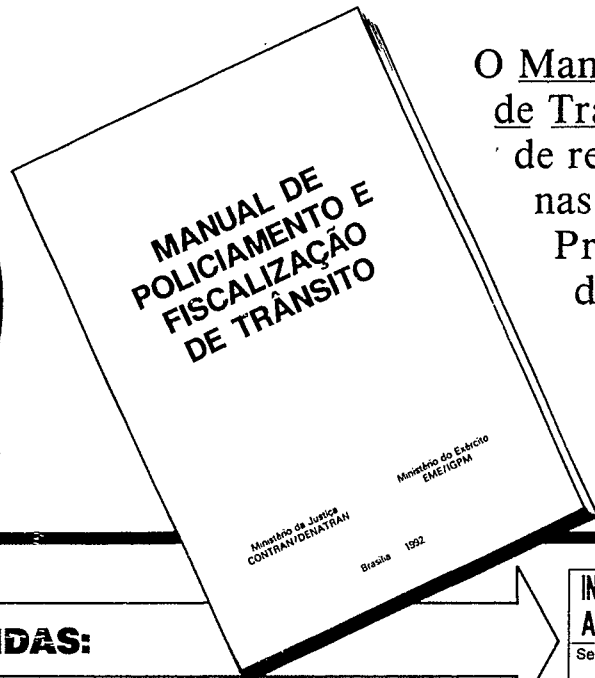 O Man
de Tra
de re
nas
Pr
d
MANUAL DE
POLICIAMENTO E
FISCALIZAÇÃO
DE TRÂNSITO
Ministério da Justiça
CONTRAN/DENATRAN
Ministério do Exército
EME/IGPM
Brasília 1992
DAS:
IN
A
Se